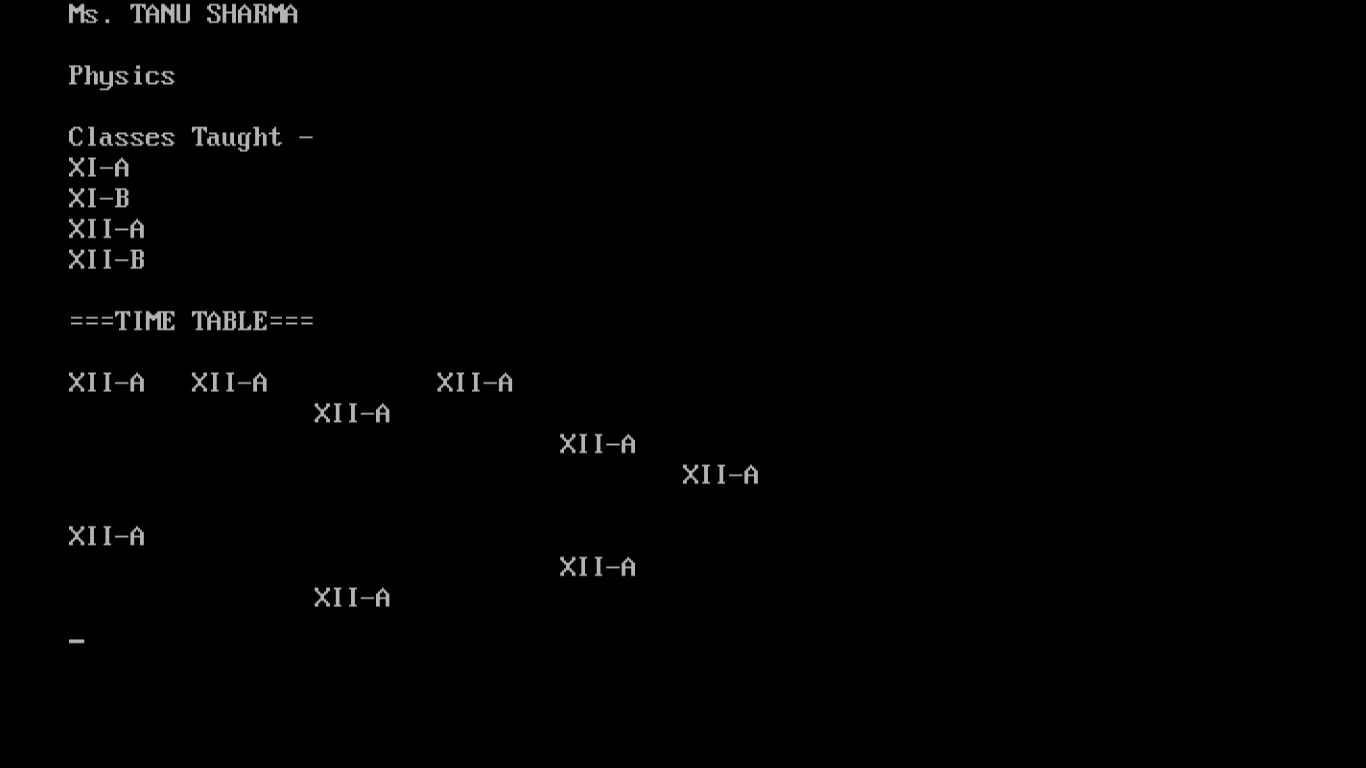 Ms. TANU SHARMA
Physics
Classes Taught -
XI-A
XI-B
XII-A
XII-B
===TIME TABLE===
XII-A   XII-A           XII-A
XII-A
XII-A
XII-A
XII-A
XII-A
XII-A